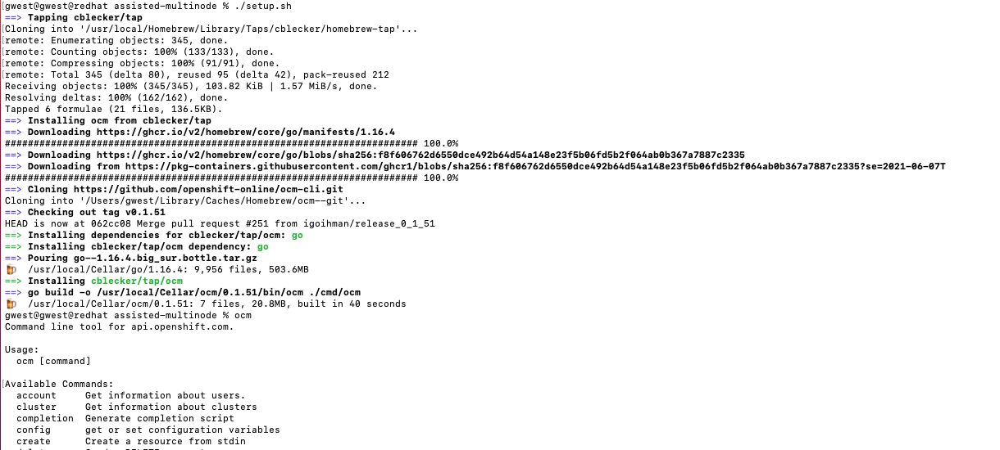 [gwest@gwest@redhat assisted-multinode % ./setup.sh
==> Tapping cblecker/tap
[Cloning into '/usr/local/Homebrew/Library/Taps/cblecker/homebrew-tap'...
[remote: Enumerating objects: 345, done.
[remote: Counting objects: 100% (133/133), done.
[remote: Compressing objects: 100% (91/91), done.
[remote: Total 345 (delta 80), reused 95 (delta 42), pack-reused 212
Receiving objects: 100% (345/345), 103.82 KiB | 1.57 MiB/s, done.
Resolving deltas: 100% (162/162), done.
Tapped 6 formulae (21 files, 136.5KB).
==> Installing ocm from cblecker/tap
==> Downloading https://ghcr.io/v2/homebrew/core/go/manifests/1.16.4
######################################################################## 100.0%
==> Downloading https://ghcr.io/v2/homebrew/core/go/blobs/sha256:f8f606762d6550dce492b64d54a148e23f5b06fd5b2f064ab0b367a7887c2335
==> Downloading from https://pkg-containers.githubusercontent.com/ghcr1/blobs/sha256:f8f606762d6550dce492b64d54a148e23f5b06fd5b2f064ab0b367a7887c2335?se=2021-06-07T
######################################################################## 100.0%
==> Cloning https://github.com/openshift-online/ocm-cli.git
Cloning into '/Users/gwest/Library/Caches/Homebrew/ocm--git'...
==> Checking out tag v0.1.51
HEAD is now at 062cc08 Merge pull request #251 from igoihman/release_0_1_51
==> Installing dependencies for cblecker/tap/ocm: go
==> Installing cblecker/tap/ocm dependency: go
==> Pouring go--1.16.4.big_sur.bottle.tar.gz
🍺  /usr/local/Cellar/go/1.16.4: 9,956 files, 503.6MB
==> Installing cblecker/tap/ocm
==> go build -o /usr/local/Cellar/ocm/0.1.51/bin/ocm ./cmd/ocm
🍺  /usr/local/Cellar/ocm/0.1.51: 7 files, 20.8MB, built in 40 seconds
gwest@gwest@redhat assisted-multinode % ocm
Command line tool for api.openshift.com.

Usage:
  ocm [command]

[Available Commands:
  account     Get information about users.
  cluster     Get information about clusters
  completion  Generate completion script
  config      get or set configuration variables
  create      Create a resource from stdin